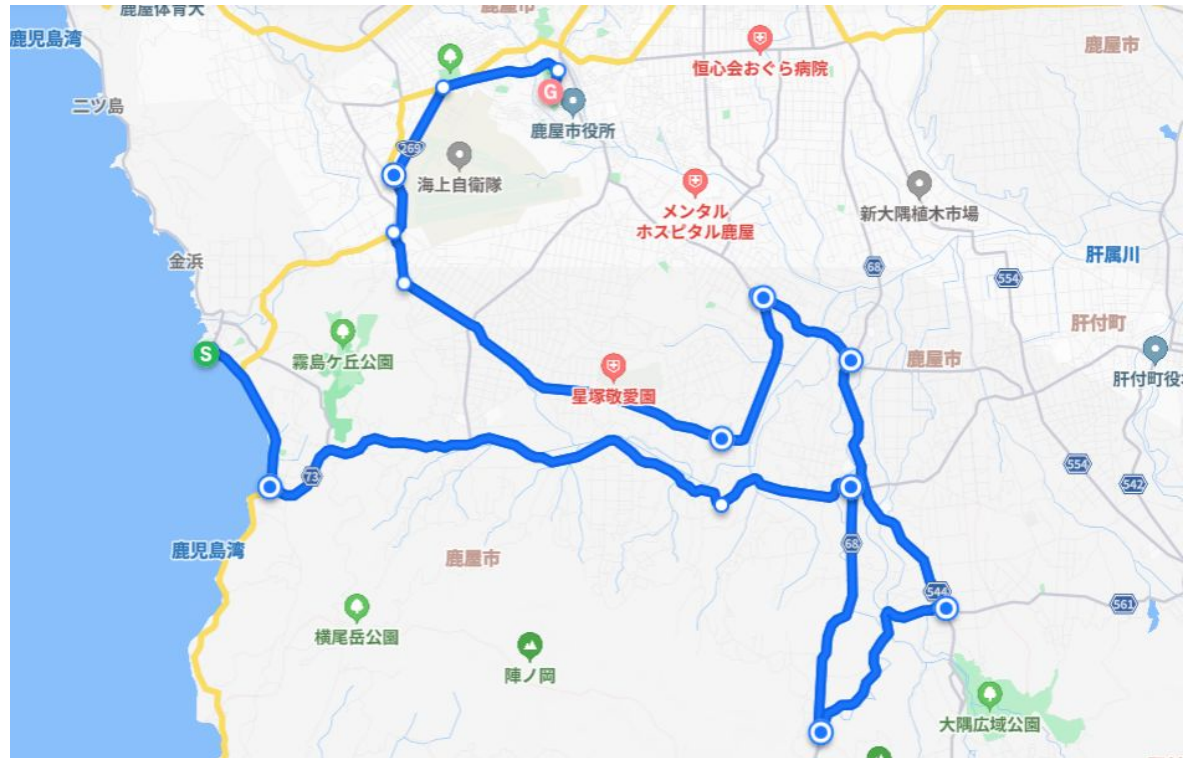 鹿屋体育大
鹿屋市
鹿児島湾
恒心会おぐら病院
鹿屋市
二ツ島
G
鹿屋市役所
269
海上自衛隊
メンタル
ホスピタル鹿屋
新大隅植木市場
金浜
68
554
肝属川
肝付町
S
霧島ケ丘公園
鹿屋市
星塚敬愛園
肝付町役
73
554
542
鹿児島湾
鹿屋市
68
544
561
横尾岳公園
陣ノ岡
大隅広域公園